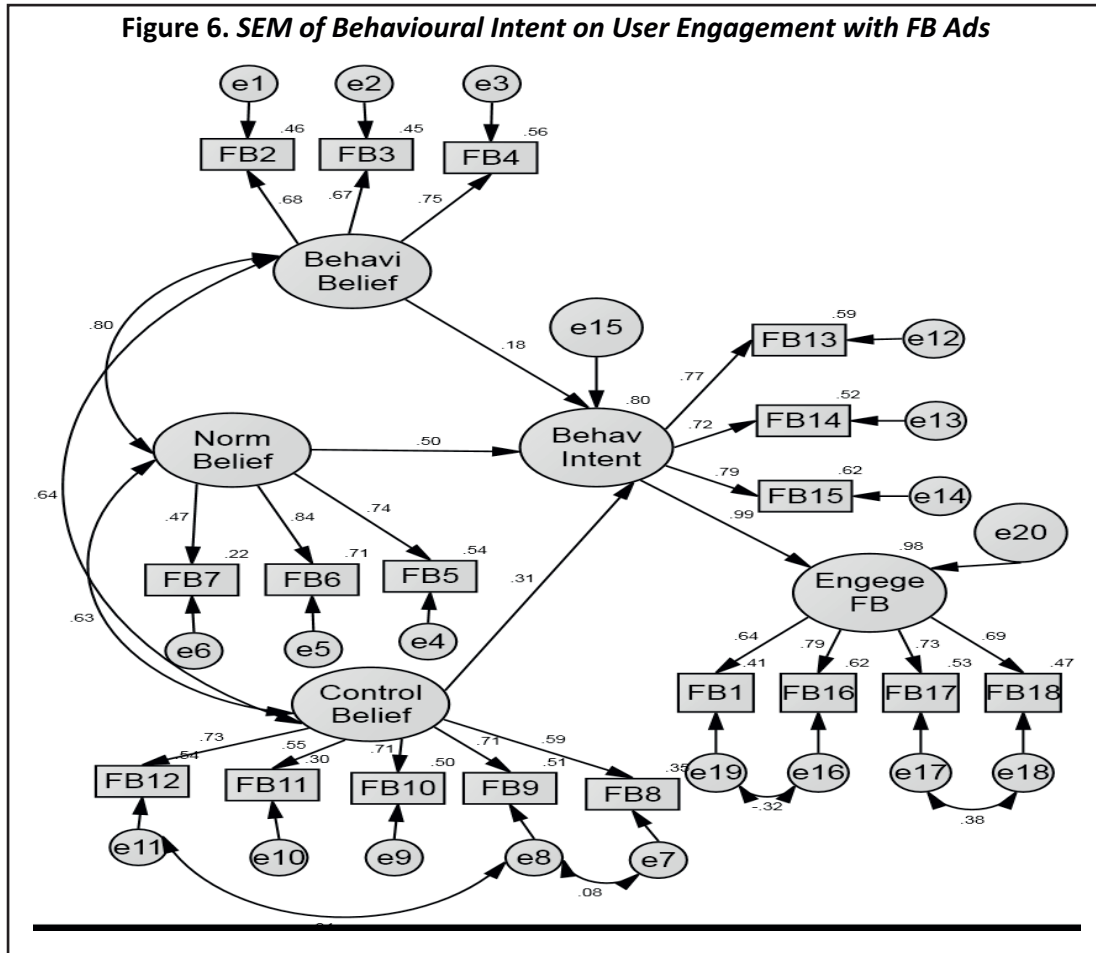 Figure 6. SEM of Behavioural Intent on User Engagement with FB Ads
e1
e2
e3
.46
.45
.56
FB2
FB3
FB4
.68
.67
.75
Behavi
Belief
.80
.18
e15
.59
FB13
e12
.77
.80
.52
FB14
e13
.72
Norm
Belief
.50
Behav
Intent
.62
FB15
e14
.79
.64
.47
.84
.74
.99
e20
.22
.71
.54
FB7
FB6
FB5
.31
.98
Engege
FB
.63
e6
e5
e4
.64
.79
.73
.69
.41
.62
.53
.47
FB1
FB16
FB17
FB18
Control
Belief
.73
.55
.71
.71
.59
.54
.30
.50
.51
.35
FB12
FB11
FB10
FB9
FB8
e19
e16
e17
e18
-.32
.38
e11
e10
e9
e8
e7
.08